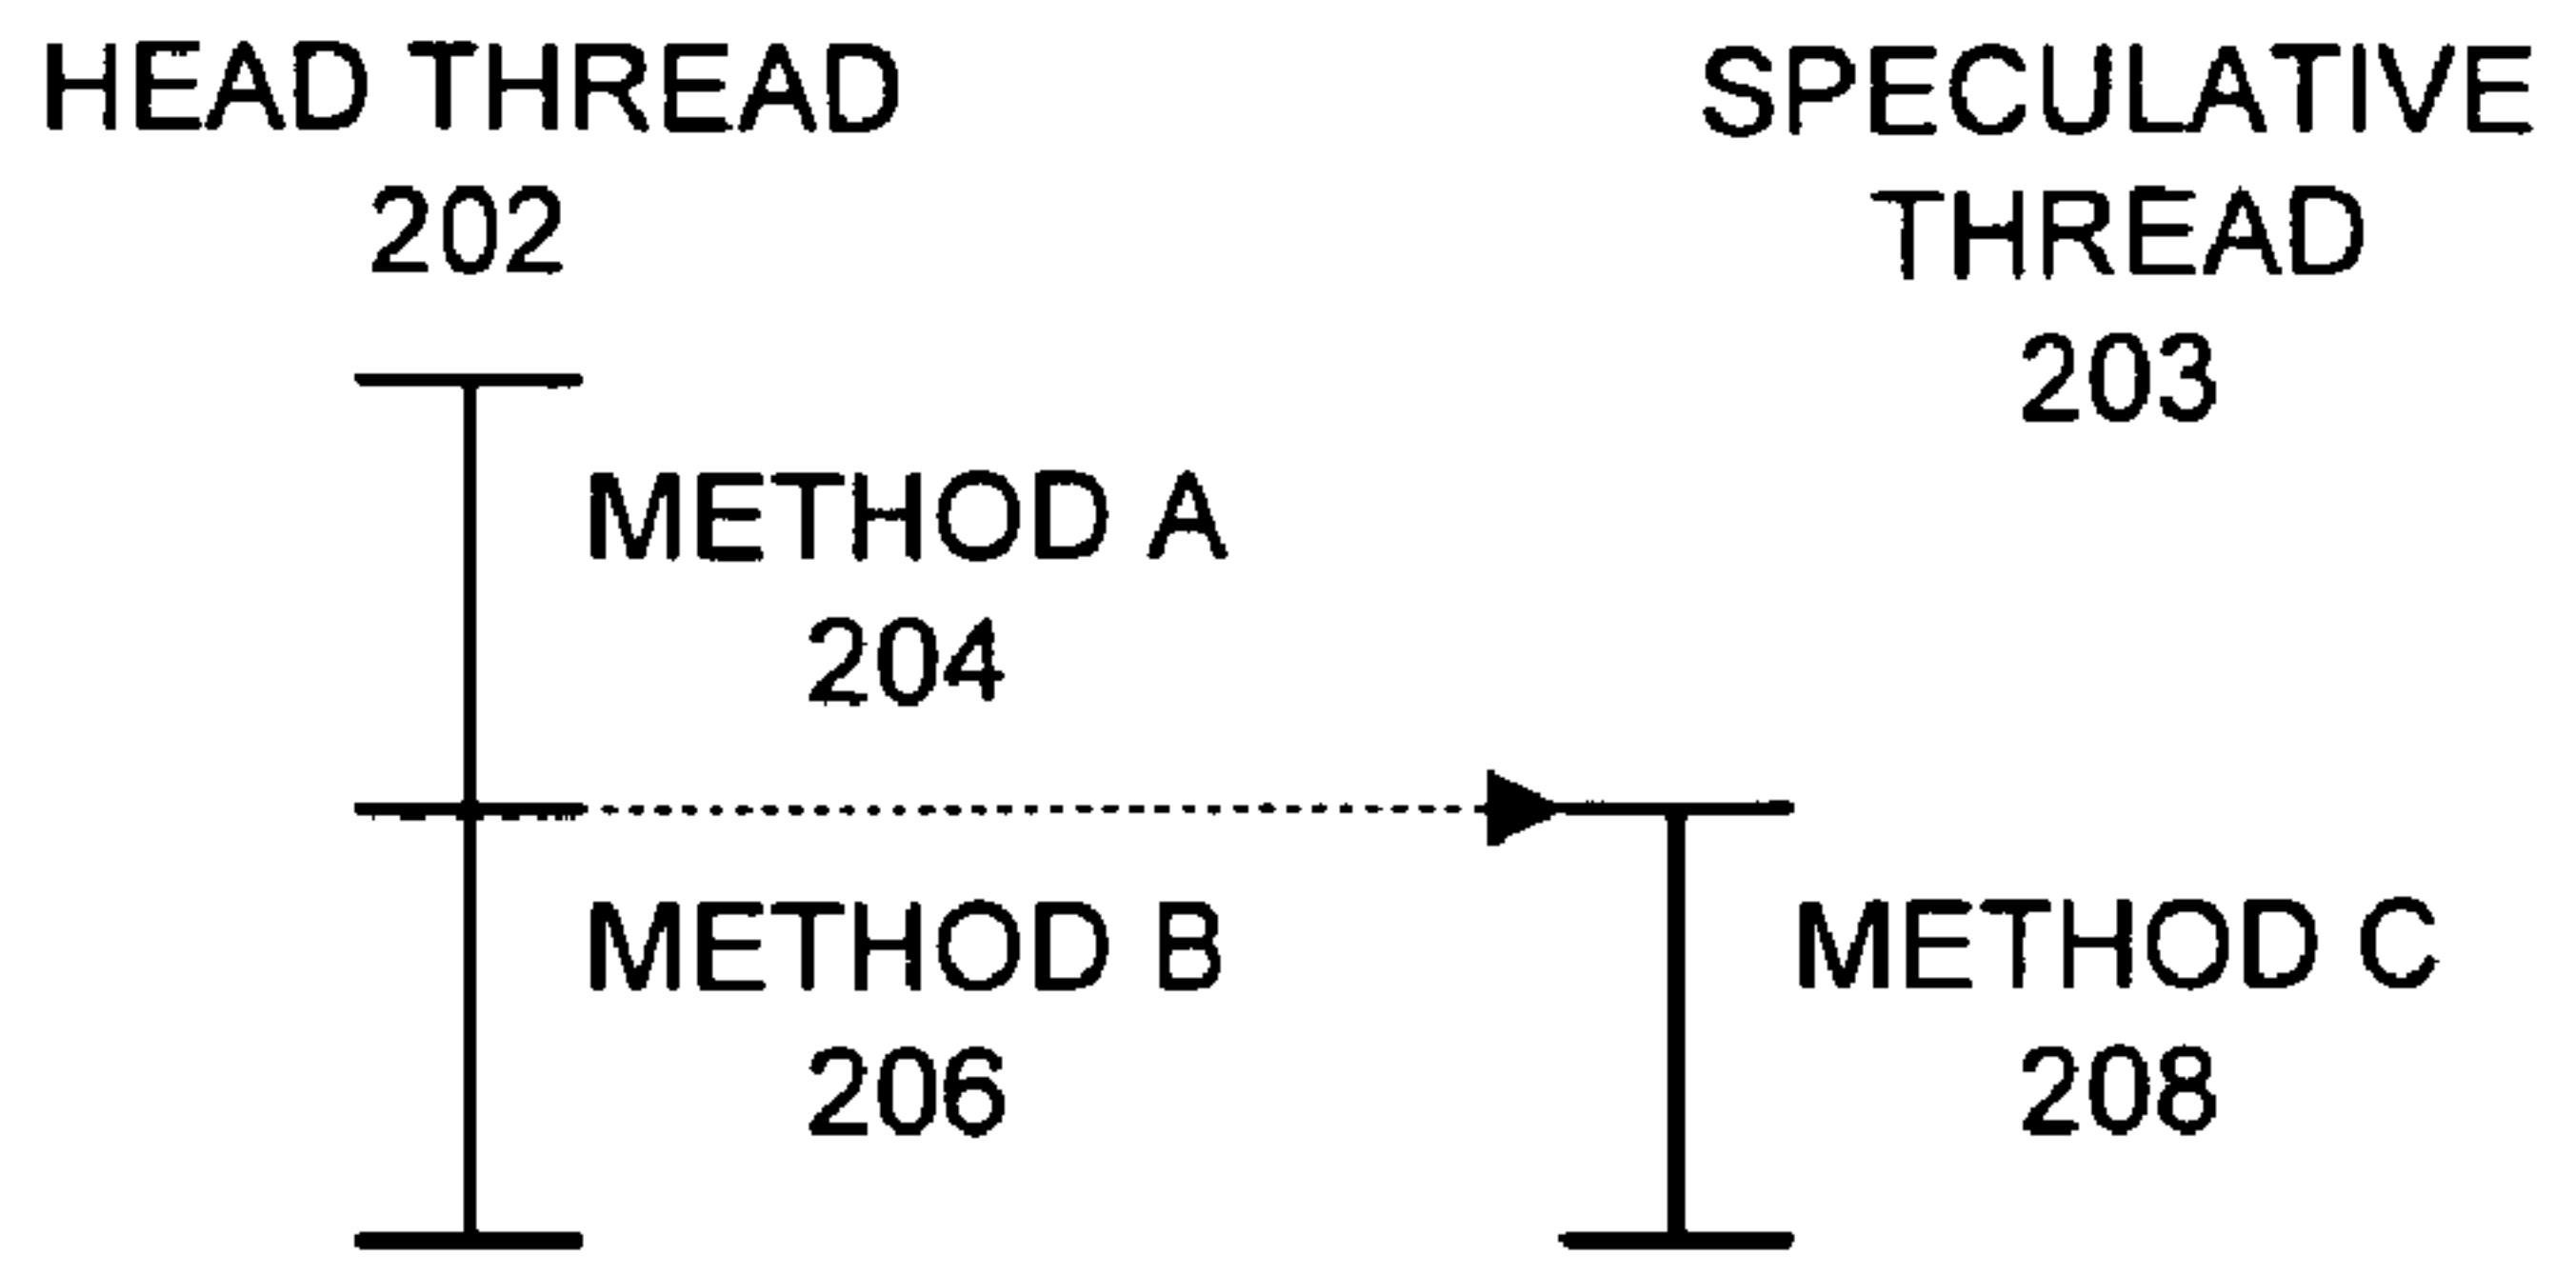 HEAD THREAD
202
SPECULATIVE
THREAD
203
METHOD A
204
METHOD B
206
METHOD C
208